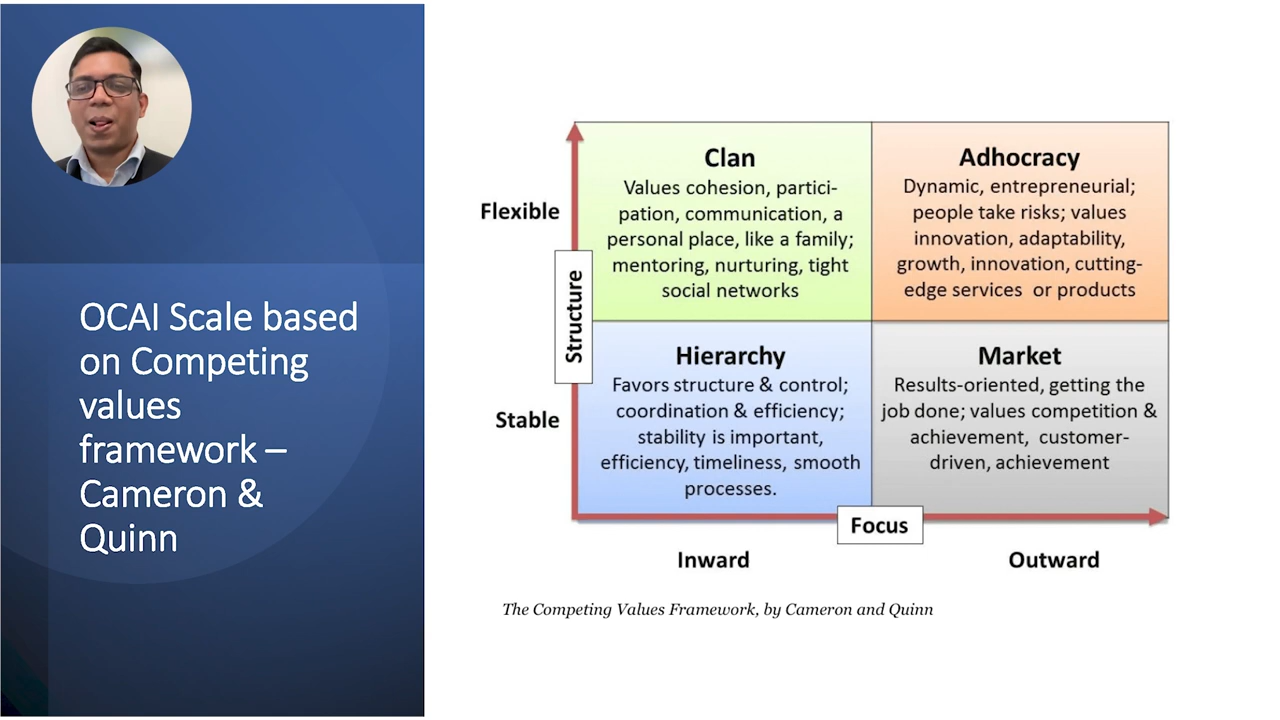 OCAI Scale based
on Competing
values
framework –
Cameron &
Quinn
Flexible
Structure
Stable
Clan
Values cohesion, partici-
pation, communication, a
personal place, like a family;
mentoring, nurturing, tight
social networks
Adhocracy
Dynamic, entrepreneurial;
people take risks; values
innovation, adaptability,
growth, innovation, cutting-
edge services or products
Hierarchy
Favors structure & control;
coordination & efficiency;
stability is important,
efficiency, timeliness, smooth
processes.
Market
Results-oriented, getting the
job done; values competition &
achievement, customer-
driven, achievement
Focus
Inward
Outward
The Competing Values Framework, by Cameron and Quinn